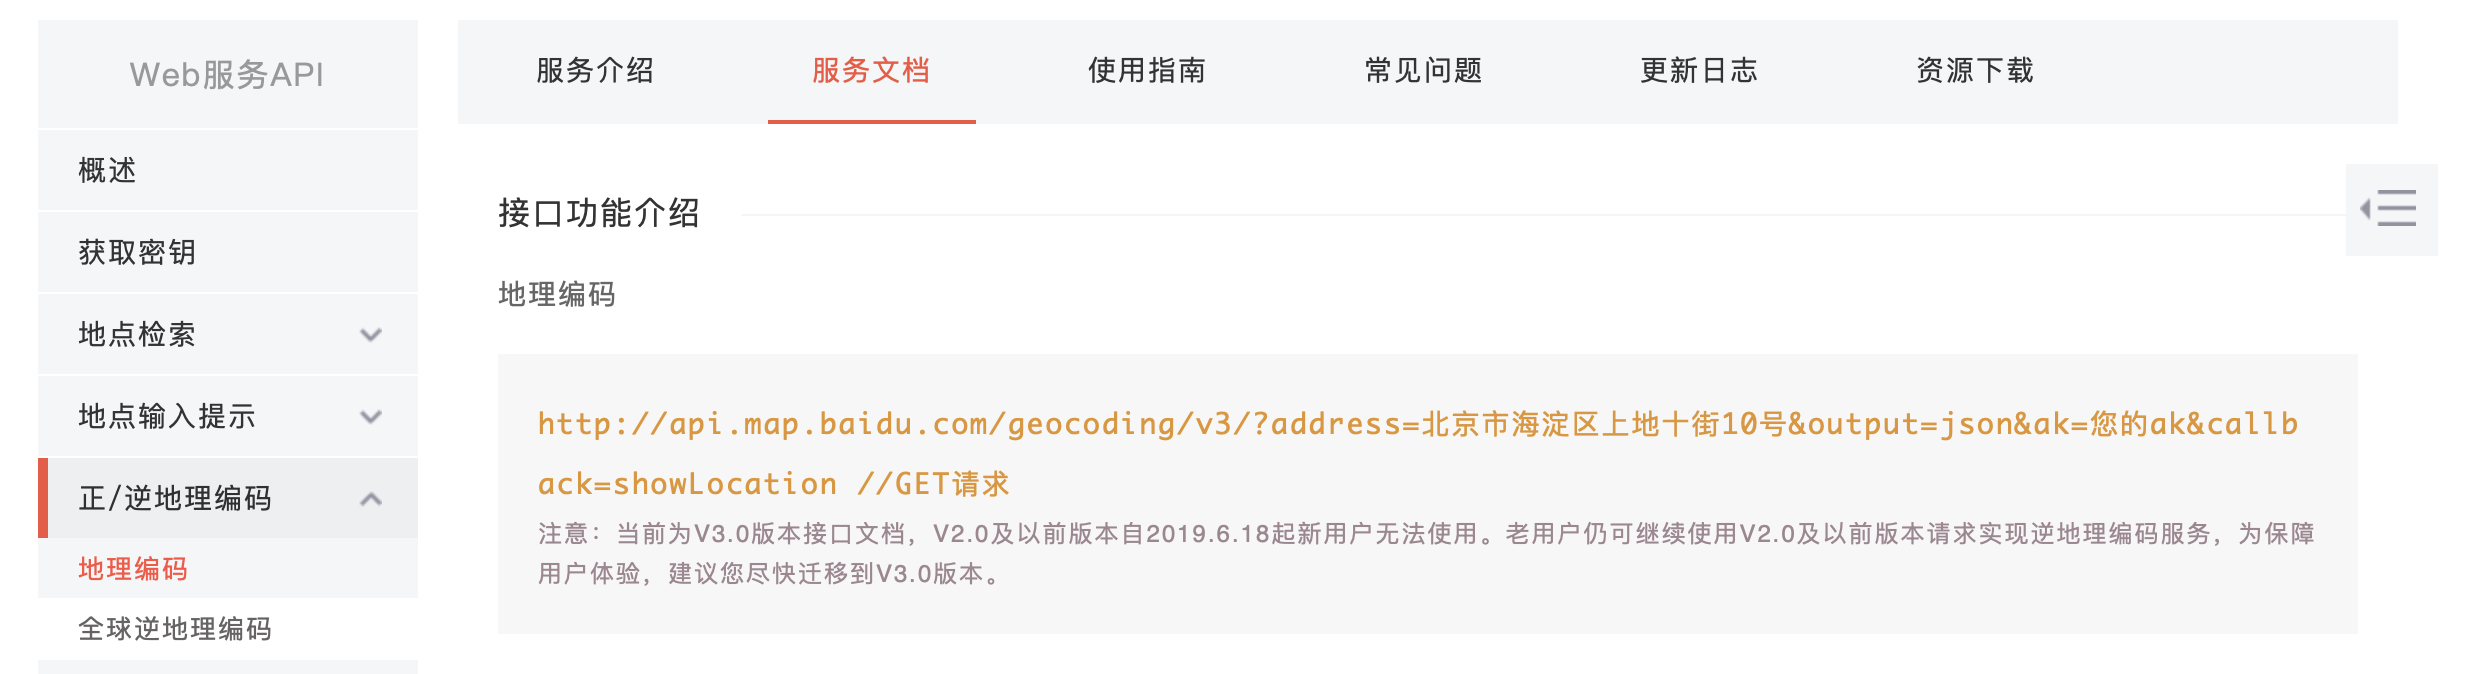 Web服务API
概述
获取密钥
地点检索
地点输入提示
正/逆地理编码
地理编码
全球逆地理编码
服务介绍 服务文档 使用指南 常见问题 更新日志 资源下载
接口功能介绍
地理编码
http://api.map.baidu.com/geocoding/v3/?address=北京市海淀区上地十街10号&output=json&ak=您的ak&callb
ack=showLocation //GET请求
注意：当前为V3.0版本接口文档，V2.0及以前版本自2019.6.18起新用户无法使用。老用户仍可继续使用V2.0及以前版本请求实现逆地理编码服务，为保障
用户体验，建议您尽快迁移到V3.0版本。